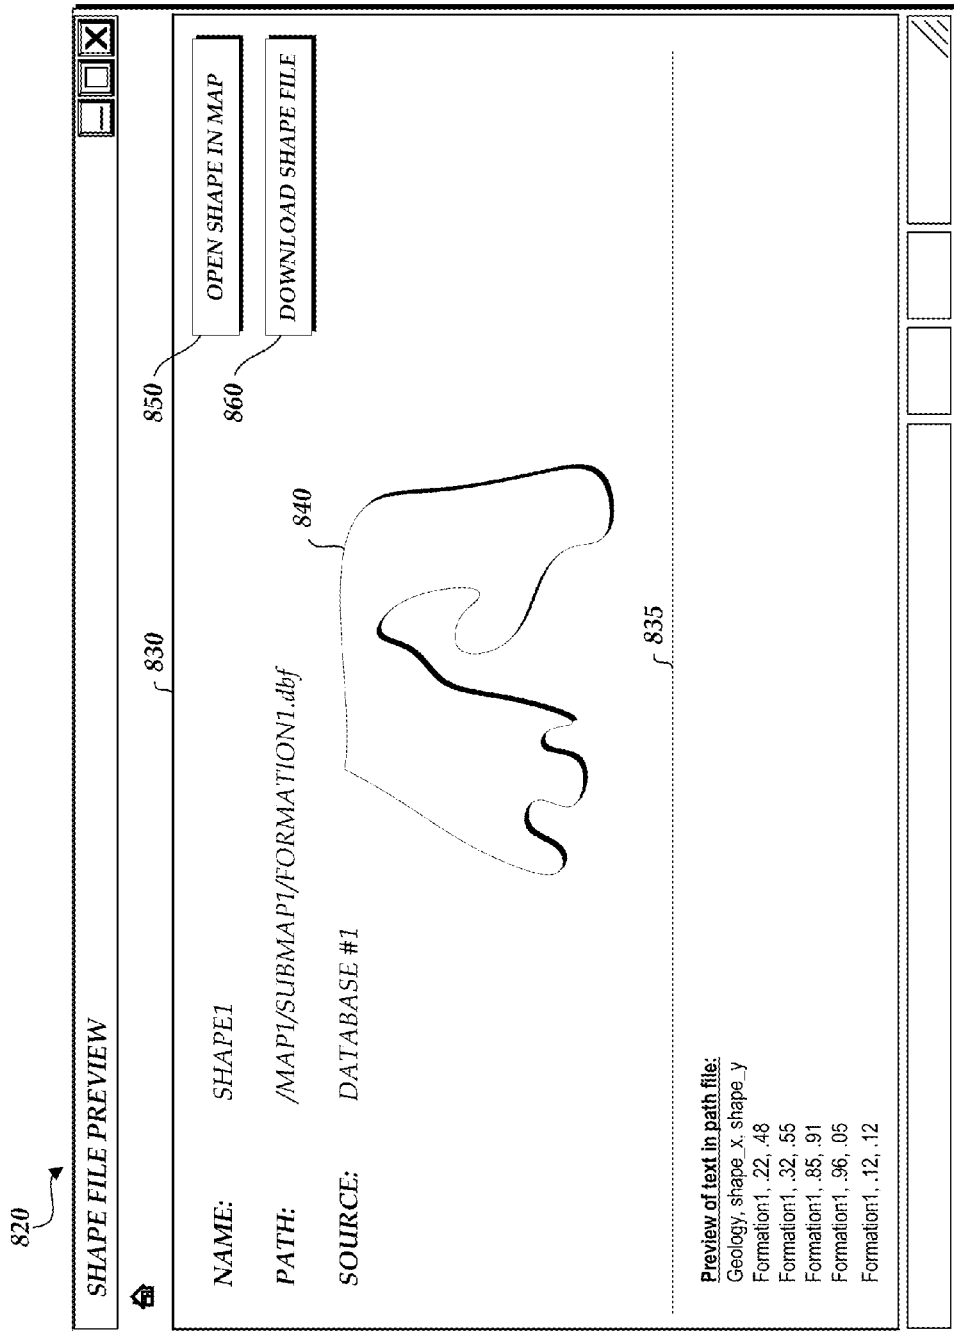 820
SHAPE FILE PREVIEW
830
850
OPEN SHAPE IN MAP
860
DOWNLOAD SHAPE FILE
NAME: SHAPE1
PATH: /MAP1/SUBMAP1/FORMATION1.dbf
SOURCE: DATABASE #1
840
835
Preview of text in path file:
Geology, shape_x, shape_y
Formation1, .22, .48
Formation1, .32, .55
Formation1, .85, .91
Formation1, .96, .05
Formation1, .12, .12